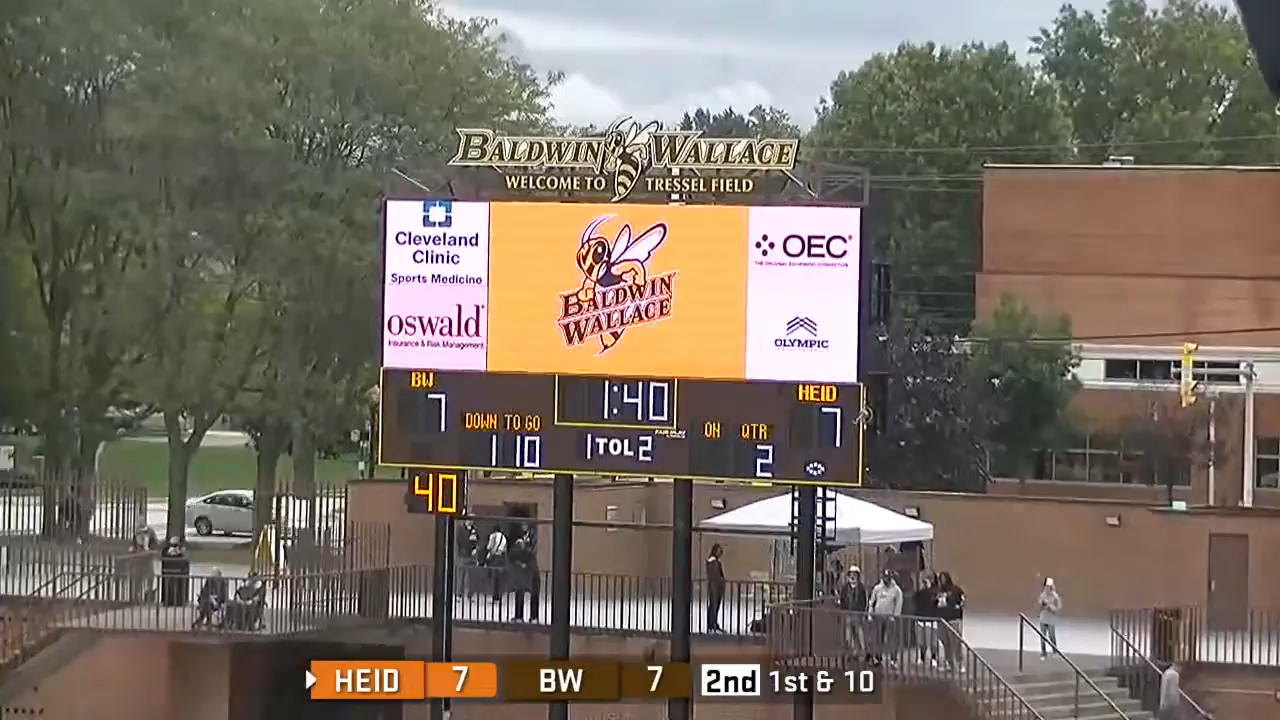 BALDWIN WALLACE
WELCOME TO TRESSEL FIELD
Cleveland
Clinic
Sports Medicine
oswald
Insurance & Risk Management
BALDWIN
WALLACE
OEC
OLYMPIC
BW
7
DOWN TO GO
1 10
1:40
1 TOL 2
ON QTR
2
HEID
7
40
HEID 7 BW 7 2nd 1st & 10